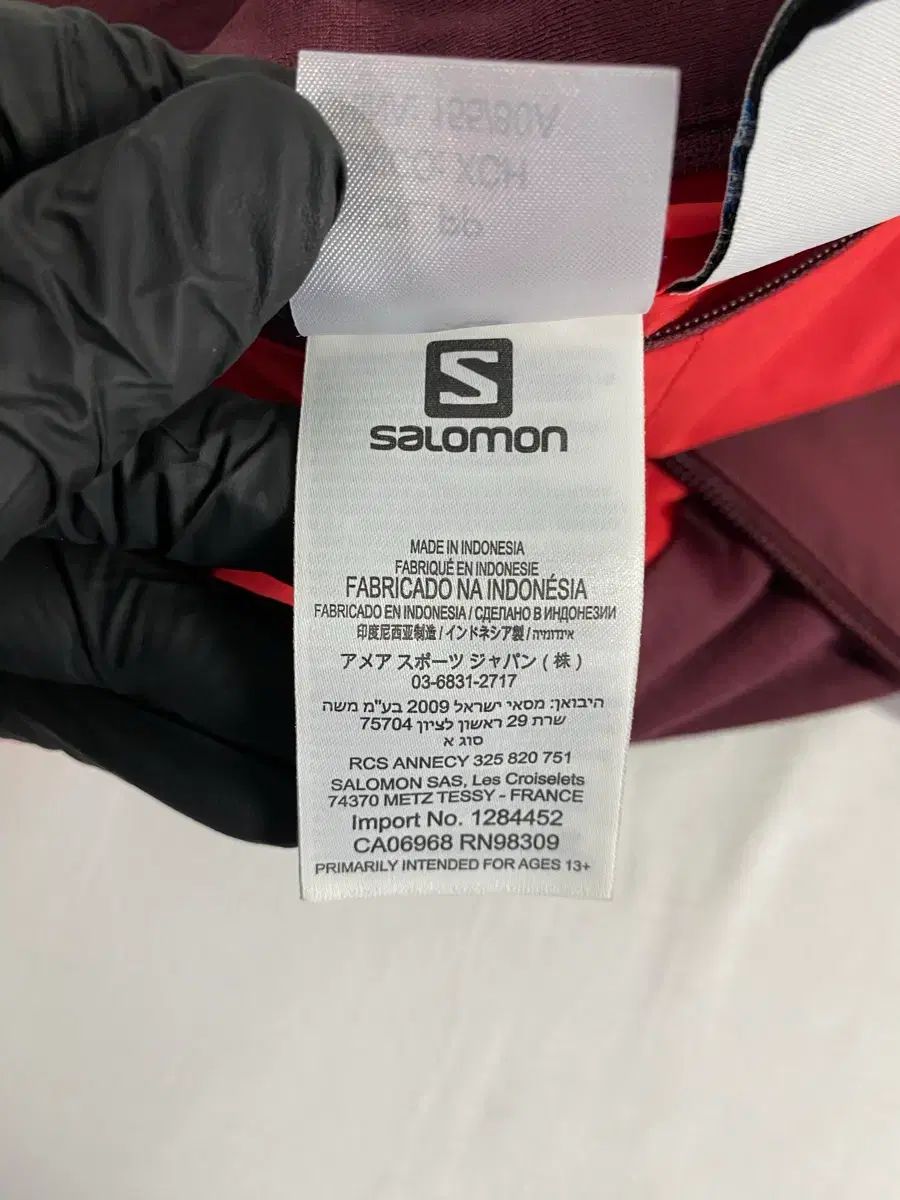 S
SALOMON
MADE IN INDONESIA
FABRIQUÉ EN INDONESIE
FABRICADO NA INDONÉSIA
FABRICADO EN INDONESIA / СДЕЛАНО В ИНДОНЕЗИИ
印度尼西亚制造 / インドネシア製 / אינדונזיה
アメア スポーツ ジャパン ( 株 )
03-6831-2717
היבואן: מסאי ישראל 2009 בע"מ משה
שרת 29 ראשון לציון 75704
סוג א
RCS ANNECY 325 820 751
SALOMON SAS, Les Croiselets
74370 METZ TESSY - FRANCE
Import No. 1284452
CA06968 RN98309
PRIMARILY INTENDED FOR AGES 13+